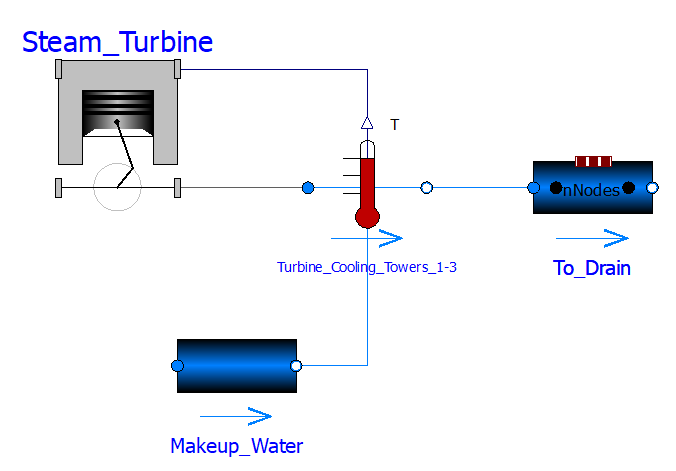 Steam_Turbine
T
nNodes
Turbine_Cooling_Towers_1-3
To_Drain
Makeup_Water